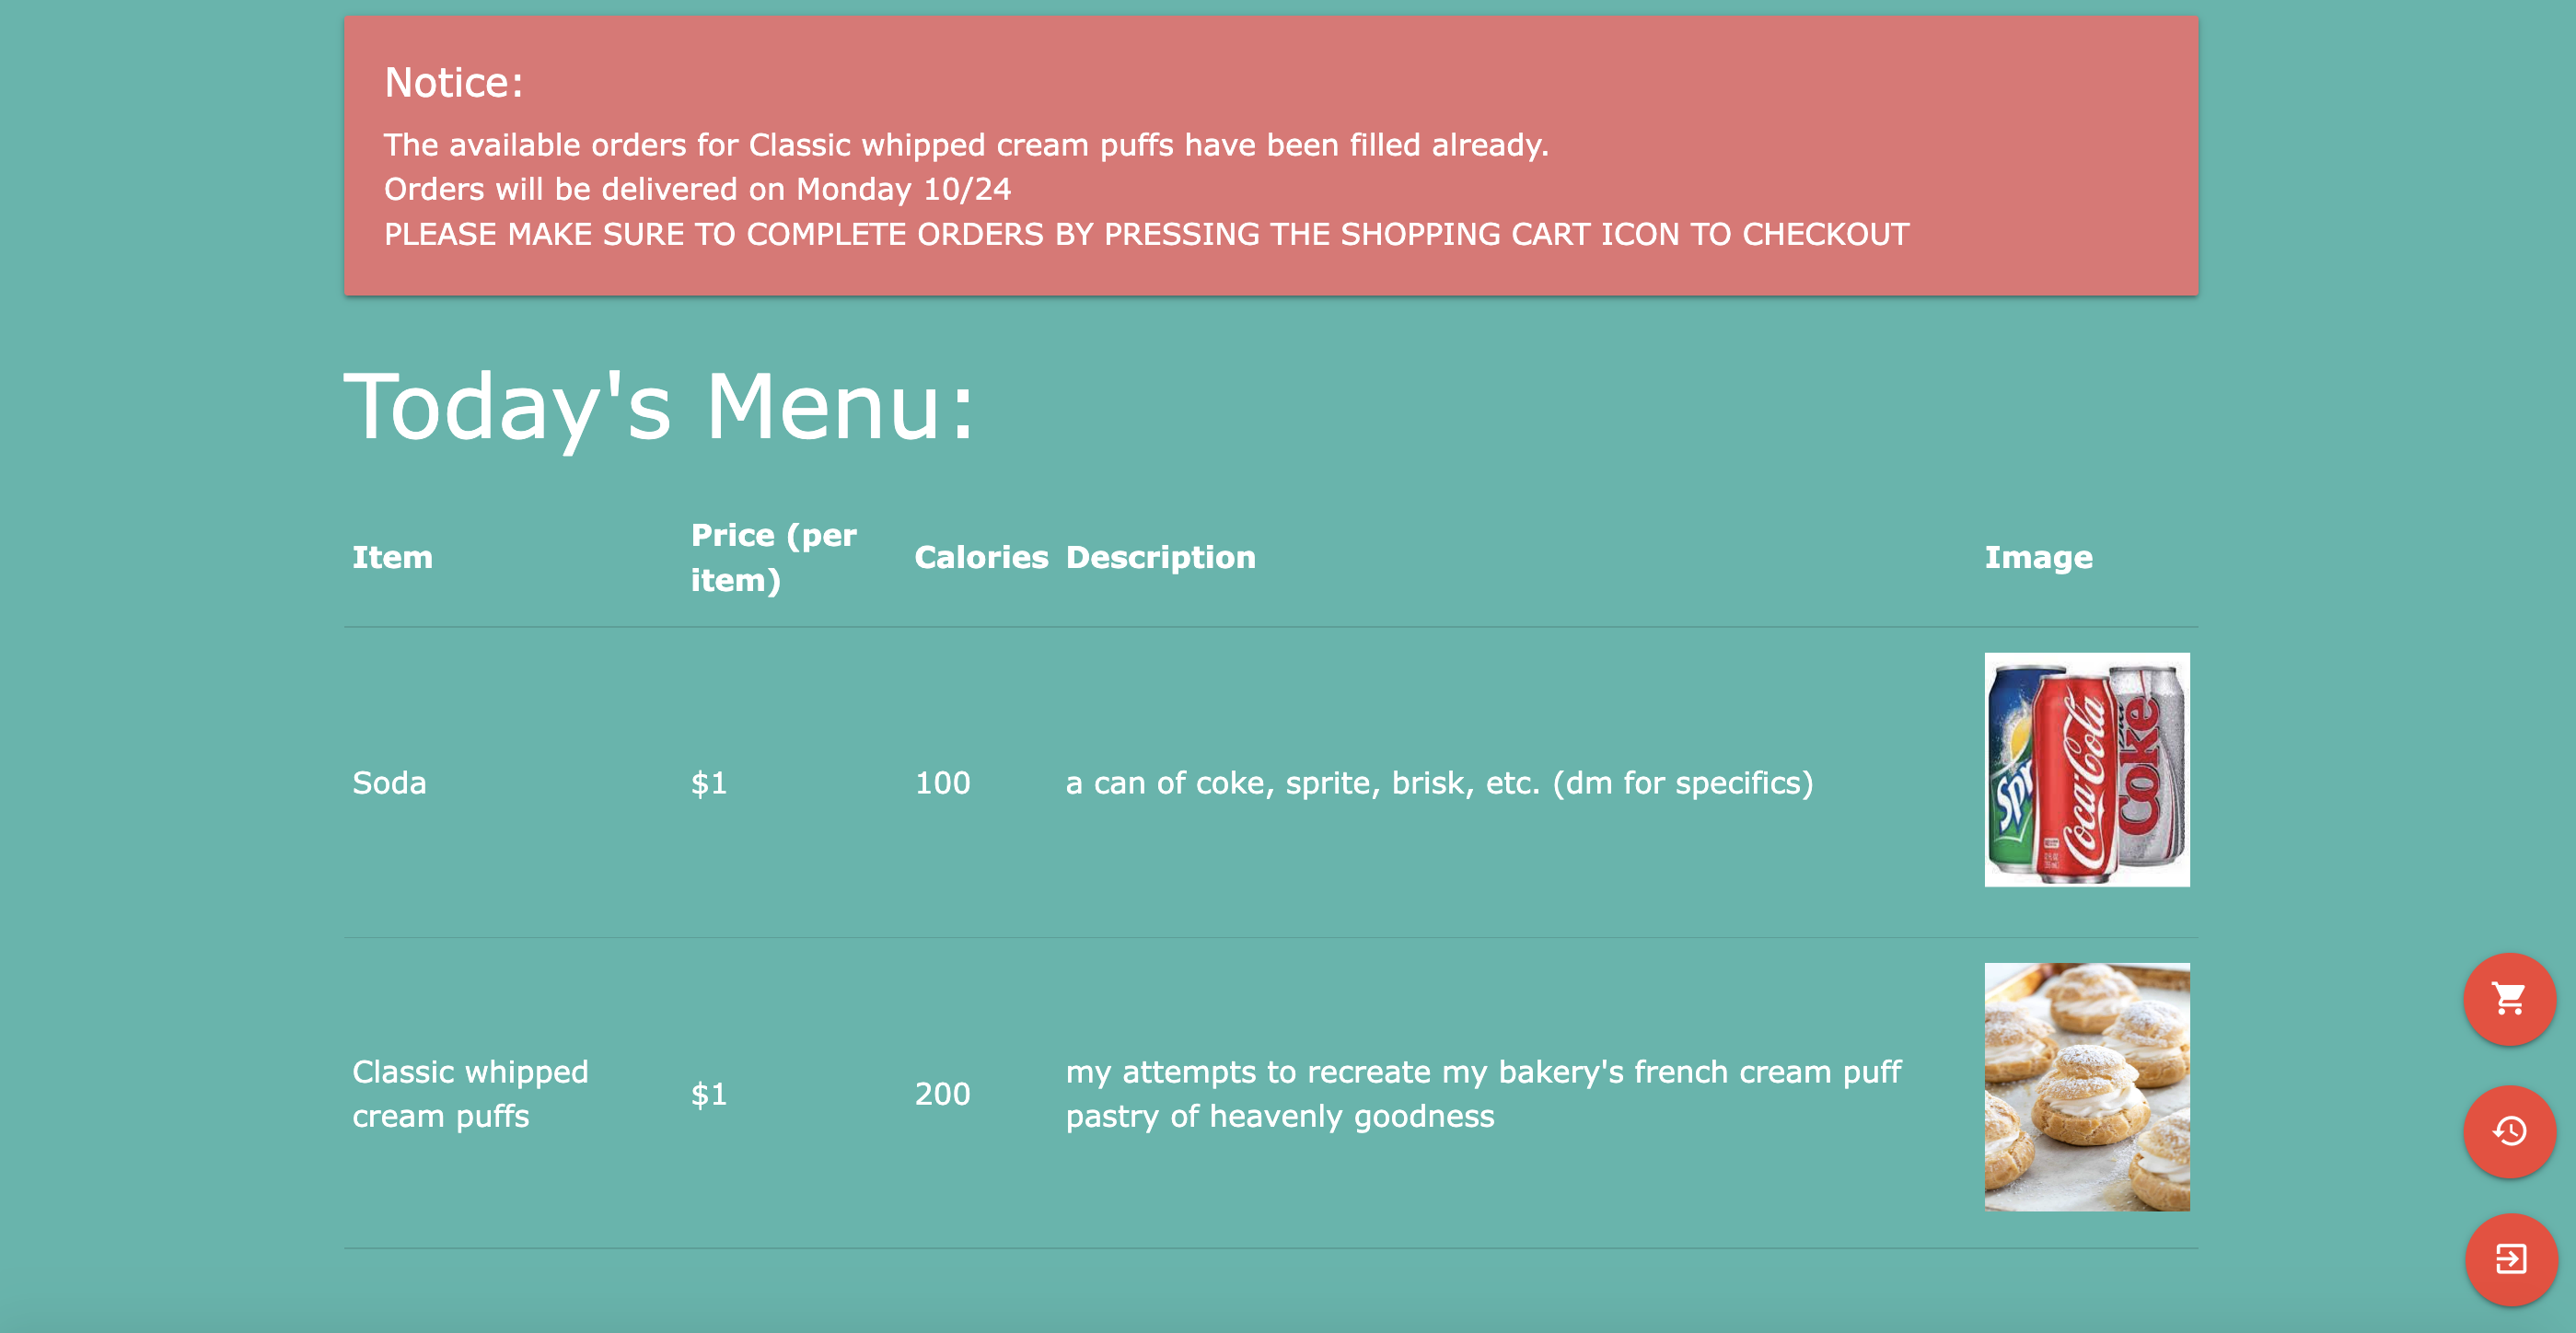 Notice:
The available orders for Classic whipped cream puffs have been filled already.
Orders will be delivered on Monday 10/24
PLEASE MAKE SURE TO COMPLETE ORDERS BY PRESSING THE SHOPPING CART ICON TO CHECKOUT
Today's Menu:
Item Price (per item) Calories Description Image
Soda $1 100 a can of coke, sprite, brisk, etc. (dm for specifics)
Spr Coca-Cola Coke
Classic whipped cream puffs $1 200 my attempts to recreate my bakery's french cream puff
pastry of heavenly goodness